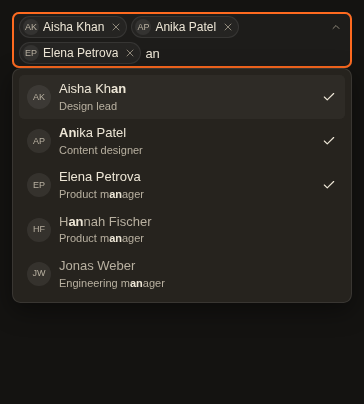 AK Aisha Khan AP Anika Patel
EP Elena Petrova an
AK Aisha Khan
Design lead
AP Anika Patel
Content designer
EP Elena Petrova
Product manager
HF Hannah Fischer
Product manager
JW Jonas Weber
Engineering manager